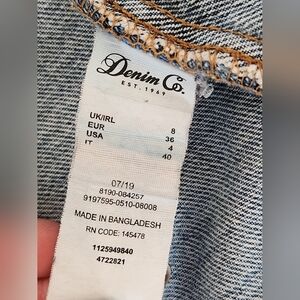 Denim Co.
EST. 1969
UK/IRL 8
EUR 36
USA 4
IT 40
07/19
8190-084257
9197595-0510-08008
MADE IN BANGLADESH
RN CODE: 145478
1125949840
4722821